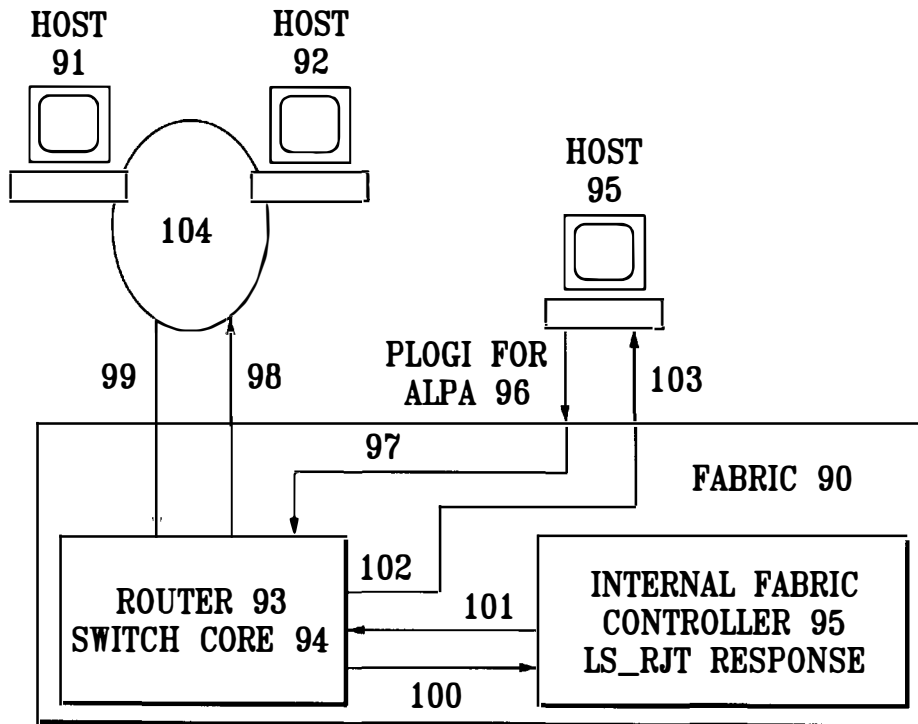 HOST
91
HOST
92
HOST
95
104
99
98
PLOGI FOR
ALPA 96
103
97
FABRIC 90
102
ROUTER 93
SWITCH CORE 94
101
100
INTERNAL FABRIC
CONTROLLER 95
LS_RJT RESPONSE